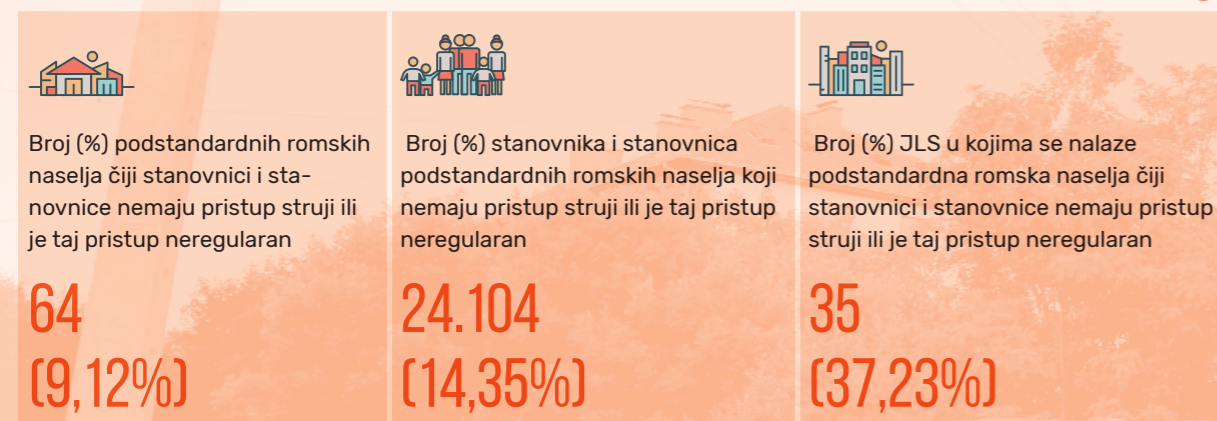 Broj (%) podstandardnih romskih
naselja čiji stanovnici i sta-
novnice nemaju pristup struji ili
je taj pristup neregularan
64
(9,12%)
Broj (%) stanovnika i stanovnica
podstandardnih romskih naselja koji
nemaju pristup struji ili je taj pristup
neregularan
24.104
(14,35%)
Broj (%) JLS u kojima se nalaze
podstandardna romska naselja čiji
stanovnici i stanovnice nemaju pristup
struji ili je taj pristup neregularan
35
(37,23%)